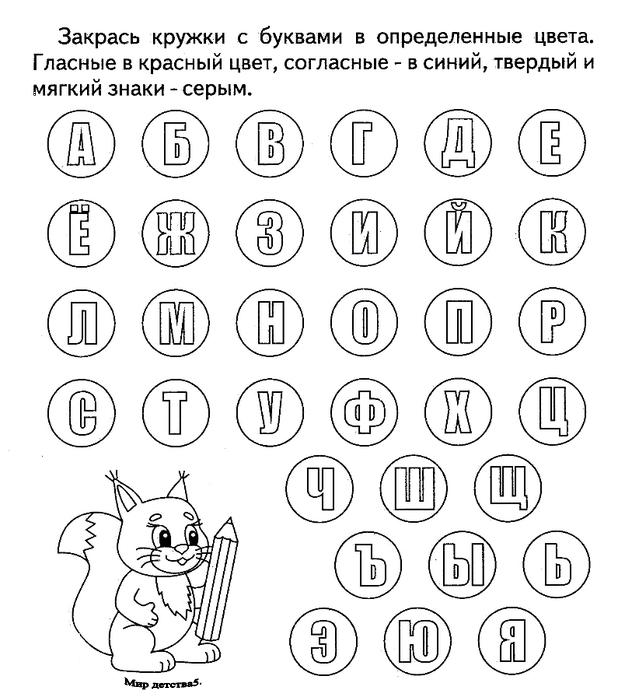 Закрась кружки с буквами в определенные цвета.
Гласные в красный цвет, согласные - в синий, твердый и
мягкий знаки - серым.
А Б В Г Д Е
Ё Ж З И Й К
Л М Н О П Р
С Т У Ф Х Ц
Ч Ш Щ
Ъ Ы Ь
Э Ю Я
Мир детства5.